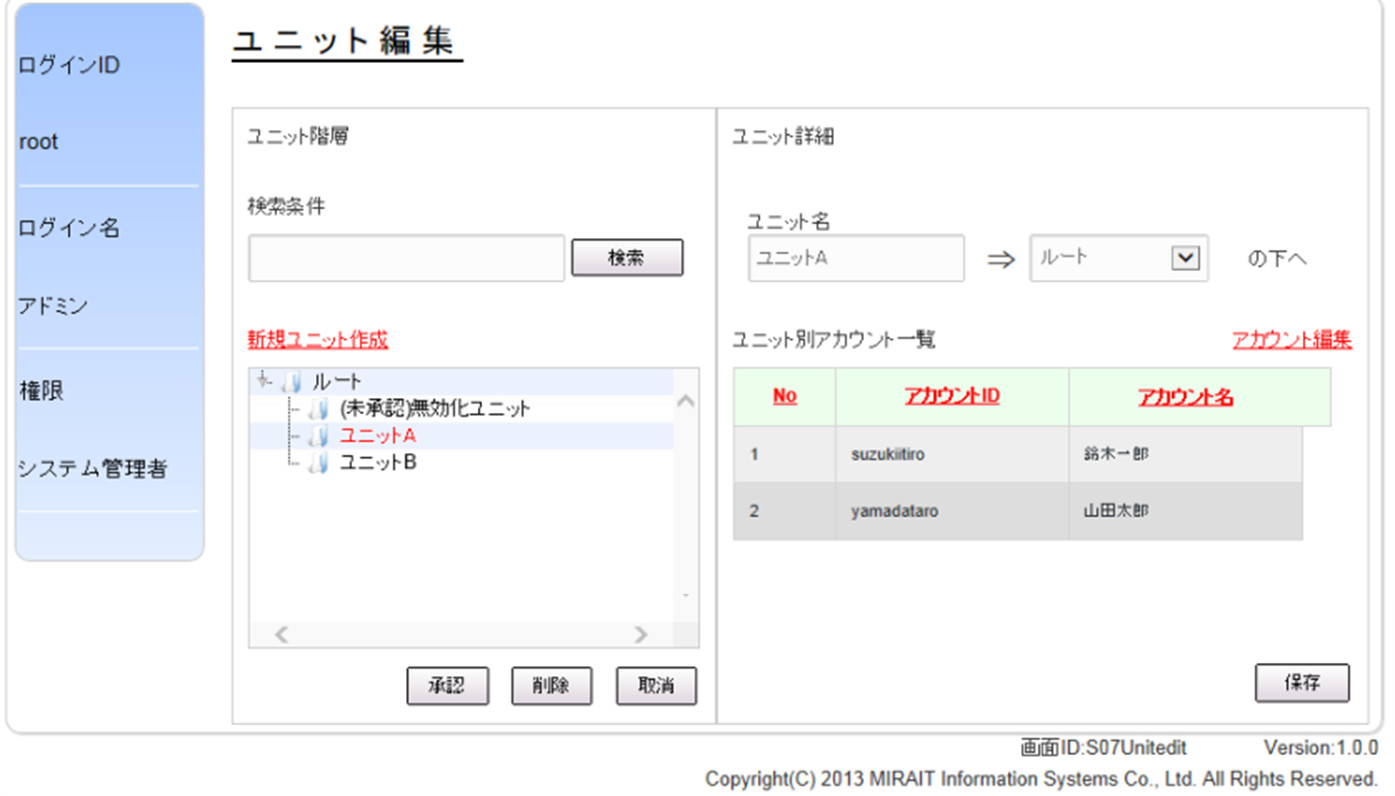 ログインID
root
ログイン名
アドミン
権限
システム管理者
ユニット編集
ユニット階層
検索条件
検索
新規ユニット作成
ルート
(未承認)無効化ユニット
ユニットA
ユニットB
承認 削除 取消
ユニット詳細
ユニット名
ユニットA ⇒ ルート の下へ
ユニット別アカウント一覧 アカウント編集
No アカウントID アカウント名
1 suzukiitiro 鈴木一郎
2 yamadataro 山田太郎
保存
画面ID:S07Unitedit Version:1.0.0
Copyright(C) 2013 MIRAIT Information Systems Co., Ltd. All Rights Reserved.